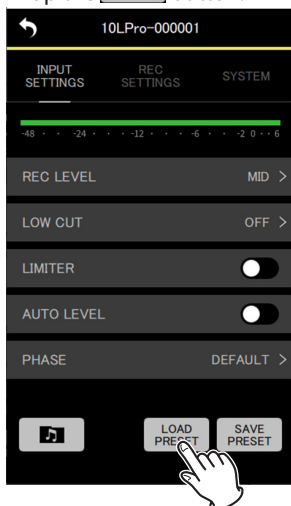 10LPro-000001
INPUT SETTINGS REC SETTINGS SYSTEM
-48 · · -24 · · · -12 · · · -6 · · -2 0 · · 6
REC LEVEL MID >
LOW CUT OFF >
LIMITER
AUTO LEVEL
PHASE DEFAULT >
LOAD PRESET SAVE PRESET